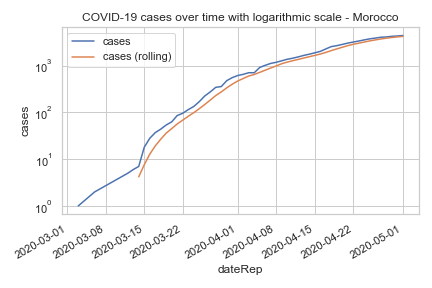 COVID-19 cases over time with logarithmic scale - Morocco
cases
cases (rolling)
10³
10²
10¹
10⁰
cases
2020-03-01
2020-03-08
2020-03-15
2020-03-22
2020-04-01
2020-04-08
2020-04-15
2020-04-22
2020-05-01
dateRep